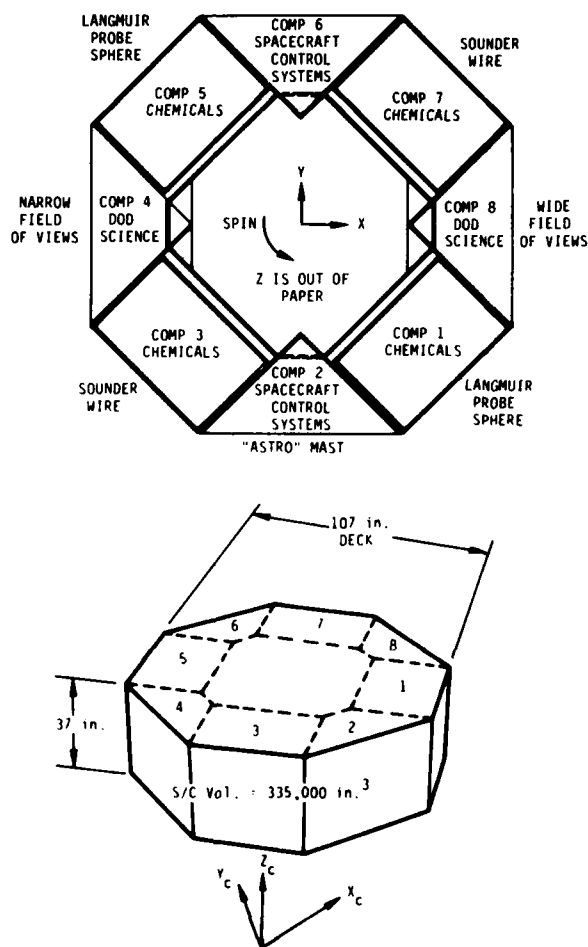 COMP 6
SPACECRAFT
CONTROL
SYSTEMS
LANGMUIR
PROBE
SPHERE
SOUNDER
WIRE
COMP 5
CHEMICALS
COMP 7
CHEMICALS
NARROW
FIELD
OF VIEWS
COMP 4
DOD
SCIENCE
Y
X
SPIN
Z IS OUT OF
PAPER
COMP 8
DOD
SCIENCE
WIDE
FIELD
OF VIEWS
COMP 3
CHEMICALS
COMP 1
CHEMICALS
SOUNDER
WIRE
COMP 2
SPACECRAFT
CONTROL
SYSTEMS
LANGMUIR
PROBE
SPHERE
"ASTRO" MAST
107 in.
DECK
6
7
8
5
1
4
3
2
37 in.
S/C Vol. = 335,000 in.3
Zc
Yc
Xc